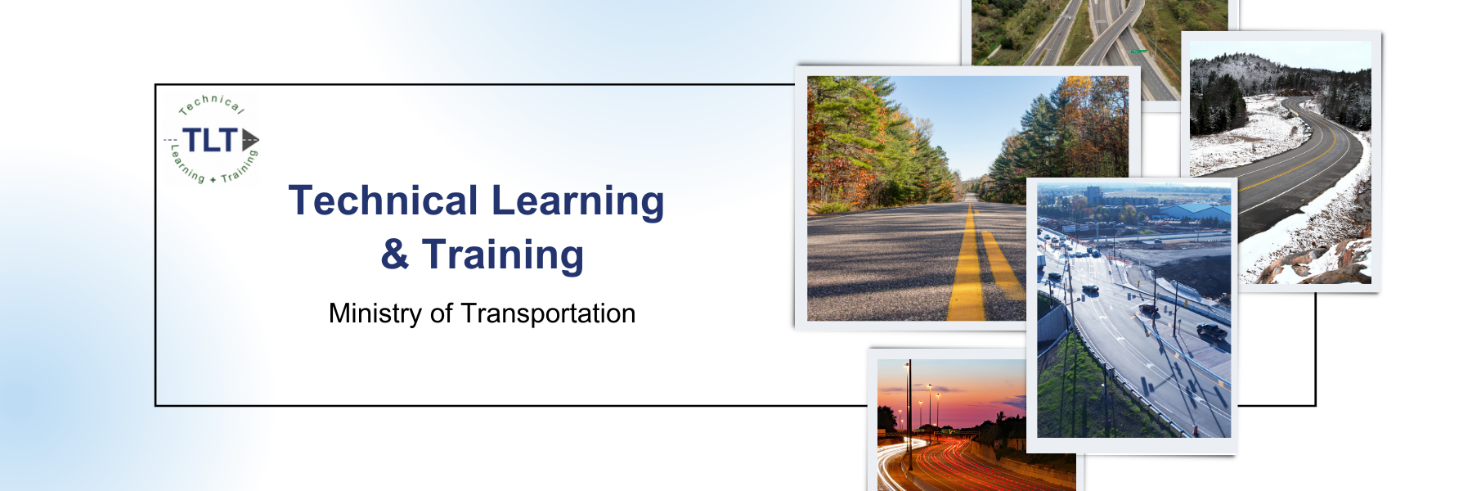 Technical
TLT
Learning + Training
Technical Learning
& Training
Ministry of Transportation